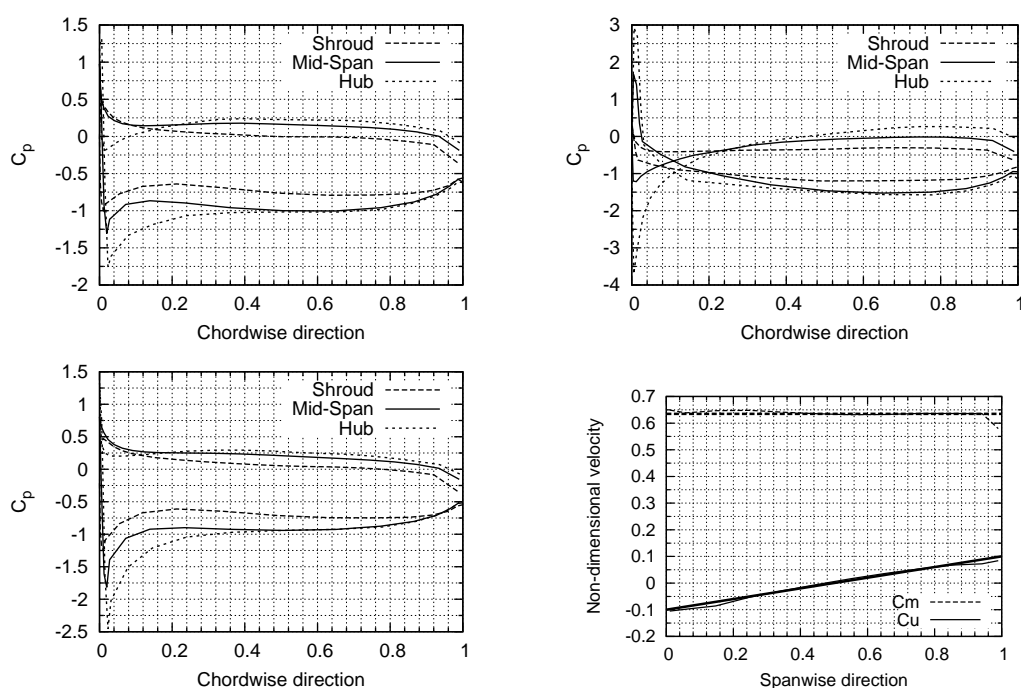 1.5
1
0.5
0
-0.5
-1
-1.5
-2
Cp
Shroud
Mid-Span
Hub
0 0.2 0.4 0.6 0.8 1
Chordwise direction
3
2
1
0
-1
-2
-3
-4
Cp
Shroud
Mid-Span
Hub
0 0.2 0.4 0.6 0.8 1
Chordwise direction
1.5
1
0.5
0
-0.5
-1
-1.5
-2
-2.5
Cp
Shroud
Mid-Span
Hub
0 0.2 0.4 0.6 0.8 1
Chordwise direction
0.7
0.6
0.5
0.4
0.3
0.2
0.1
0
-0.1
-0.2
Non-dimensional velocity
Cm
Cu
0 0.2 0.4 0.6 0.8 1
Spanwise direction